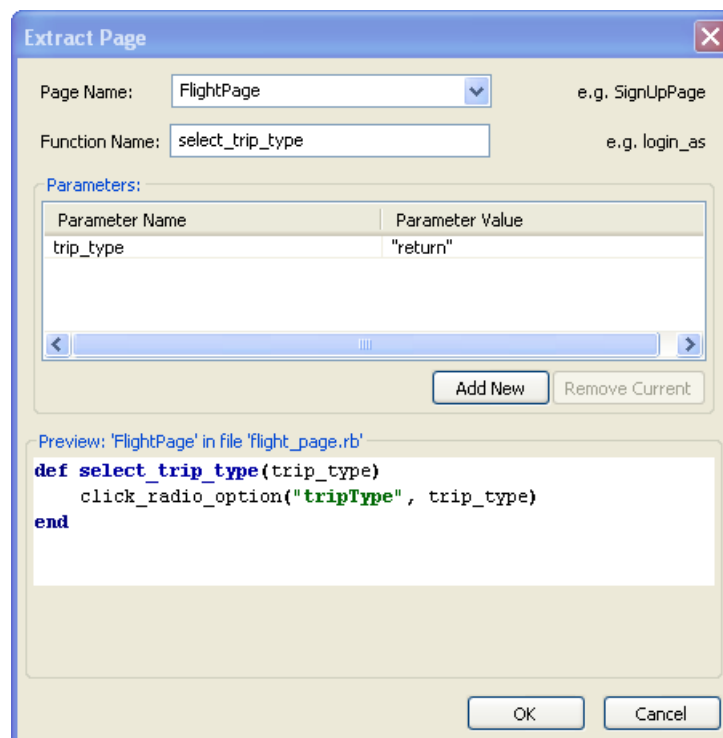 Extract Page
Page Name: FlightPage e.g. SignUpPage
Function Name: select_trip_type e.g. login_as
Parameters:
Parameter Name Parameter Value
trip_type "return"
Add New Remove Current
Preview: 'FlightPage' in file 'flight_page.rb'
def select_trip_type(trip_type)
    click_radio_option("tripType", trip_type)
end
OK Cancel